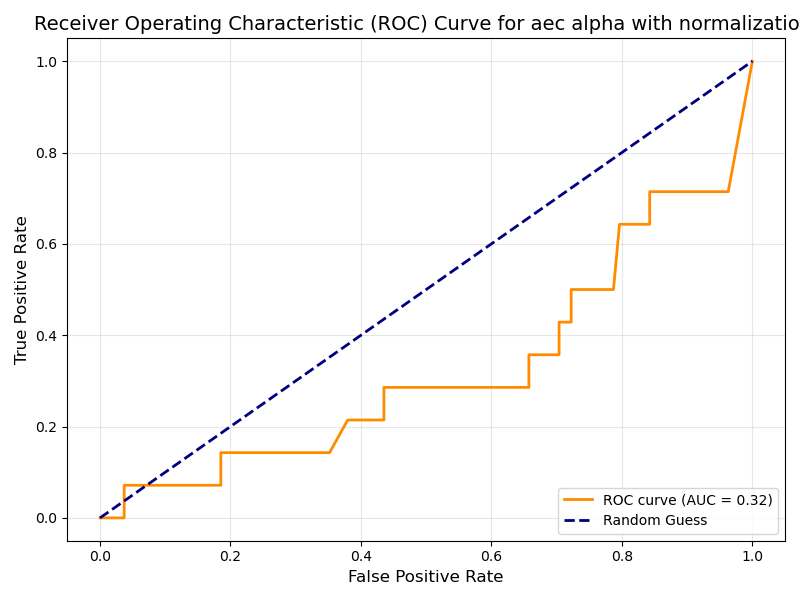 Receiver Operating Characteristic (ROC) Curve for aec alpha with normalizatio
True Positive Rate
1.0
0.8
0.6
0.4
0.2
0.0
0.0 0.2 0.4 0.6 0.8 1.0
False Positive Rate
ROC curve (AUC = 0.32)
Random Guess